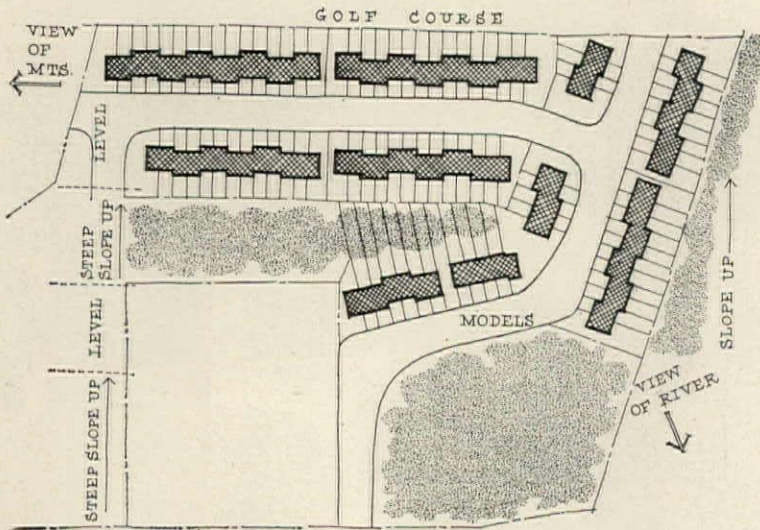 GOLF COURSE
VIEW
OF
MTS.
LEVEL
STEEP
SLOPE UP
LEVEL
STEEP SLOPE UP
MODELS
SLOPE UP
VIEW
OF RIVER